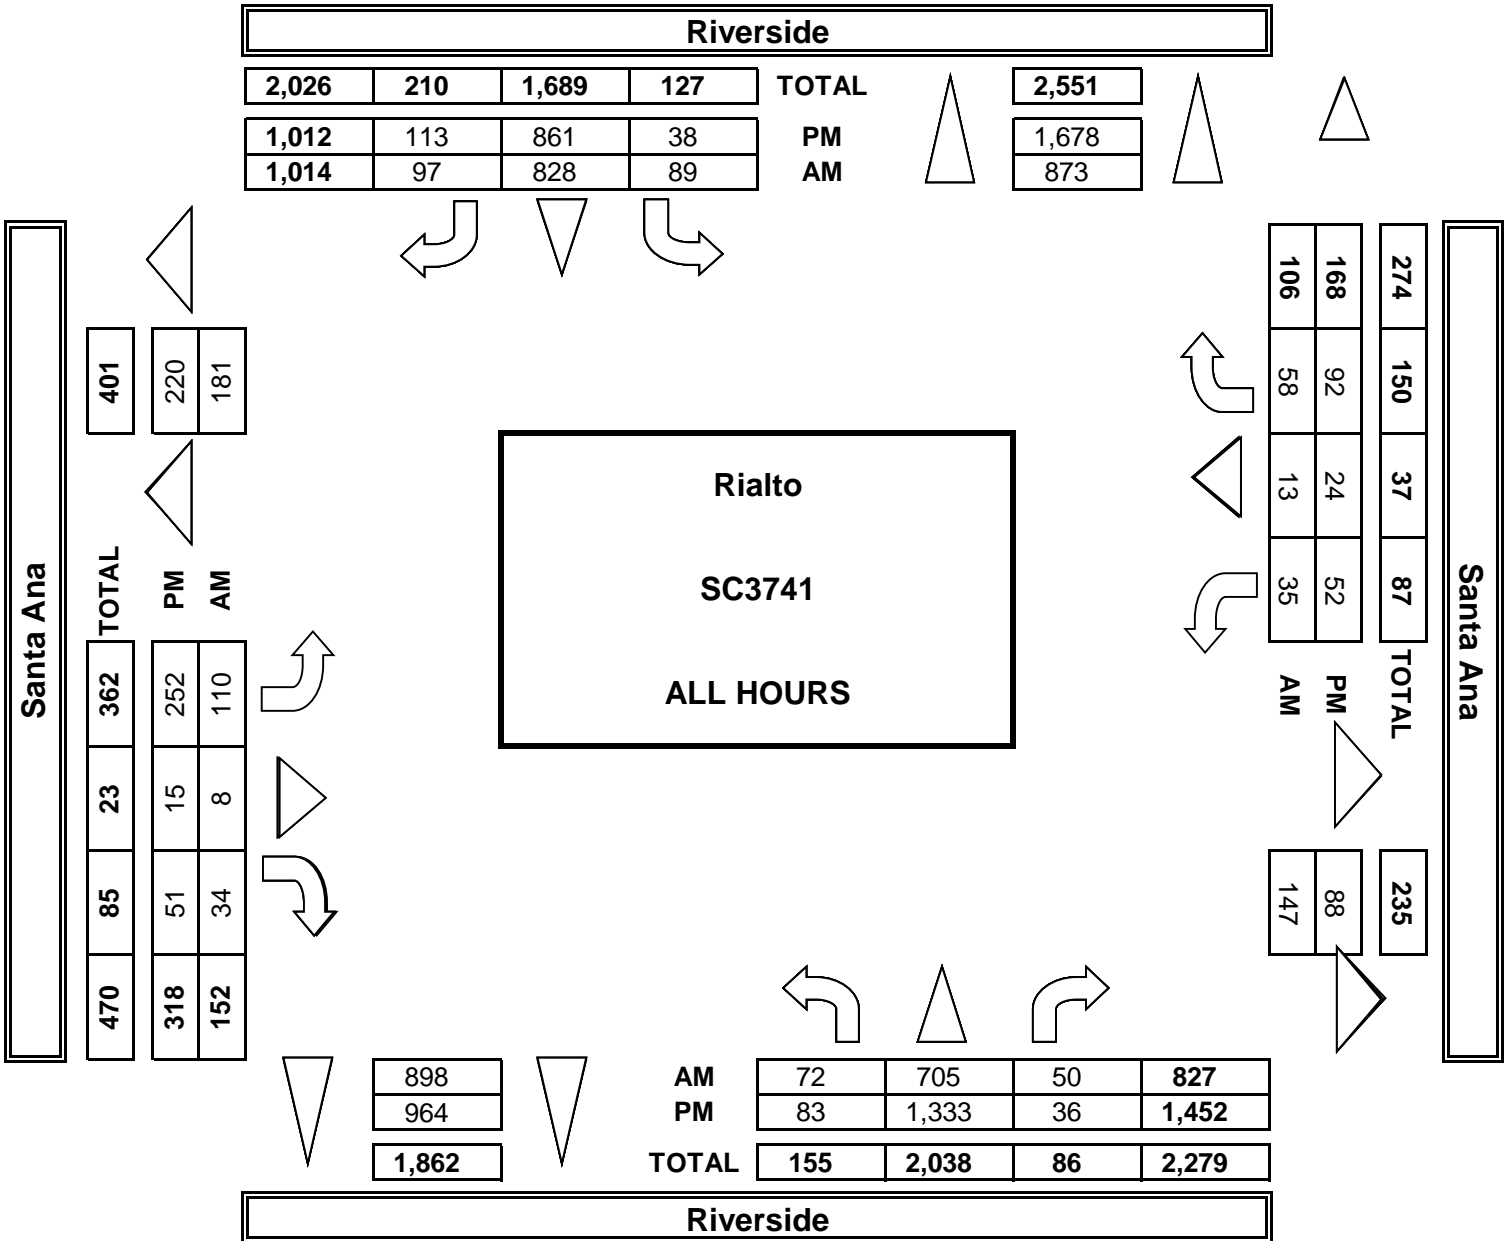 Riverside
2,026 210 1,689 127 TOTAL 2,551
1,012 113 861 38 PM 1,678
1,014 97 828 89 AM 873
Santa Ana
401
220
181
TOTAL
PM
AM
362 23 85 470
252 15 51 318
110 8 34 152
Rialto
SC3741
ALL HOURS
274 150 37 87 TOTAL
168 92 24 52 PM
106 58 13 35 AM
235
88
147
Santa Ana
898 AM 72 705 50 827
964 PM 83 1,333 36 1,452
1,862 TOTAL 155 2,038 86 2,279
Riverside